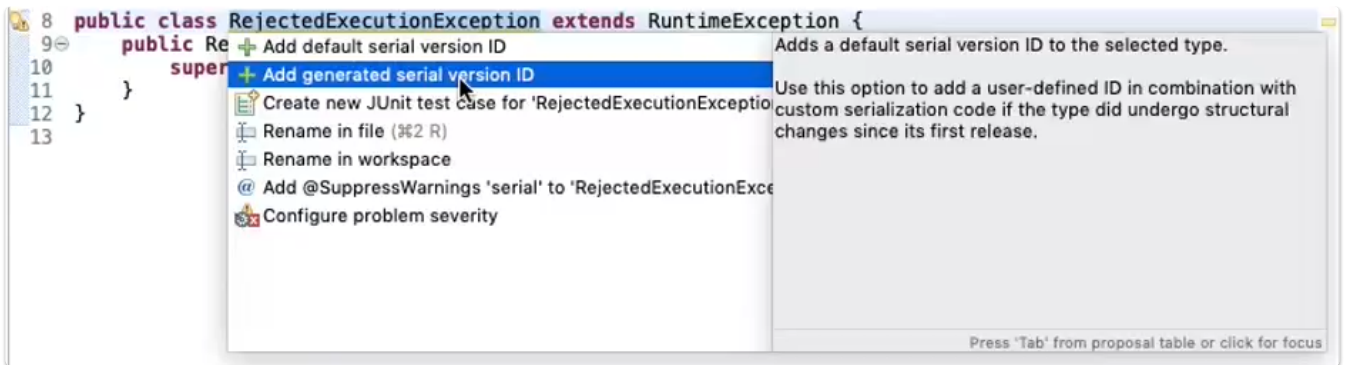 8 public class RejectedExecutionException extends RuntimeException {
9 public Re
10 super
11 }
12 }
13
Add default serial version ID
Add generated serial version ID
Create new JUnit test case for 'RejectedExecutionExceptio
Rename in file (⌘2 R)
Rename in workspace
@ Add @SuppressWarnings 'serial' to 'RejectedExecutionExce
Configure problem severity
Adds a default serial version ID to the selected type.
Use this option to add a user-defined ID in combination with
custom serialization code if the type did undergo structural
changes since its first release.
Press 'Tab' from proposal table or click for focus